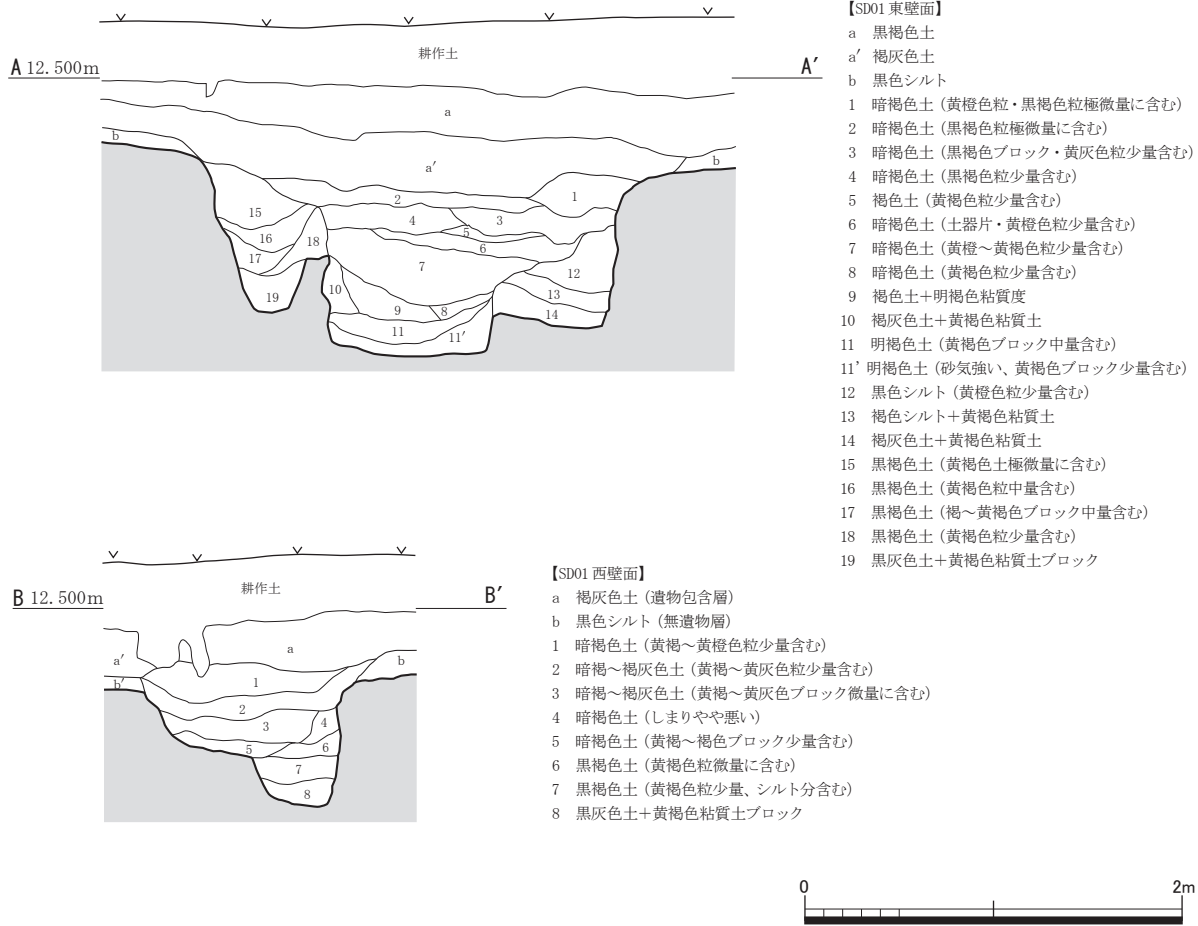 耕作土
A 12.500m
A′
a
b
a′
b
1
2
15
4
3
5
16
18
6
17
7
12
10
13
19
9
8
14
11
11′
【SD01 東壁面】
a 黒褐色土
a′ 褐灰色土
b 黒色シルト
1 暗褐色土（黄橙色粒・黒褐色粒極微量に含む）
2 暗褐色土（黒褐色粒極微量に含む）
3 暗褐色土（黒褐色ブロック・黄灰色粒少量含む）
4 暗褐色土（黒褐色粒少量含む）
5 褐色土（黄褐色粒少量含む）
6 暗褐色土（土器片・黄橙色粒少量含む）
7 暗褐色土（黄橙～黄褐色粒少量含む）
8 暗褐色土（黄褐色粒少量含む）
9 褐色土＋明褐色粘質度
10 褐灰色土＋黄褐色粘質土
11 明褐色土（黄褐色ブロック中量含む）
11’ 明褐色土（砂気強い、黄褐色ブロック少量含む）
12 黒色シルト（黄橙色粒少量含む）
13 褐色シルト＋黄褐色粘質土
14 褐灰色土＋黄褐色粘質土
15 黒褐色土（黄褐色土極微量に含む）
16 黒褐色土（黄褐色粒中量含む）
17 黒褐色土（褐～黄褐色ブロック中量含む）
18 黒褐色土（黄褐色粒少量含む）
19 黒灰色土＋黄褐色粘質土ブロック
耕作土
B 12.500m
B′
a
a′
b
b′
1
2
3
4
5
6
7
8
【SD01 西壁面】
a 褐灰色土（遺物包含層）
b 黒色シルト（無遺物層）
1 暗褐色土（黄褐～黄橙色粒少量含む）
2 暗褐～褐灰色土（黄褐～黄灰色粒少量含む）
3 暗褐～褐灰色土（黄褐～黄灰色ブロック微量に含む）
4 暗褐色土（しまりやや悪い）
5 暗褐色土（黄褐～褐色ブロック少量含む）
6 黒褐色土（黄褐色粒微量に含む）
7 黒褐色土（黄褐色粒少量、シルト分含む）
8 黒灰色土＋黄褐色粘質土ブロック
0 2m